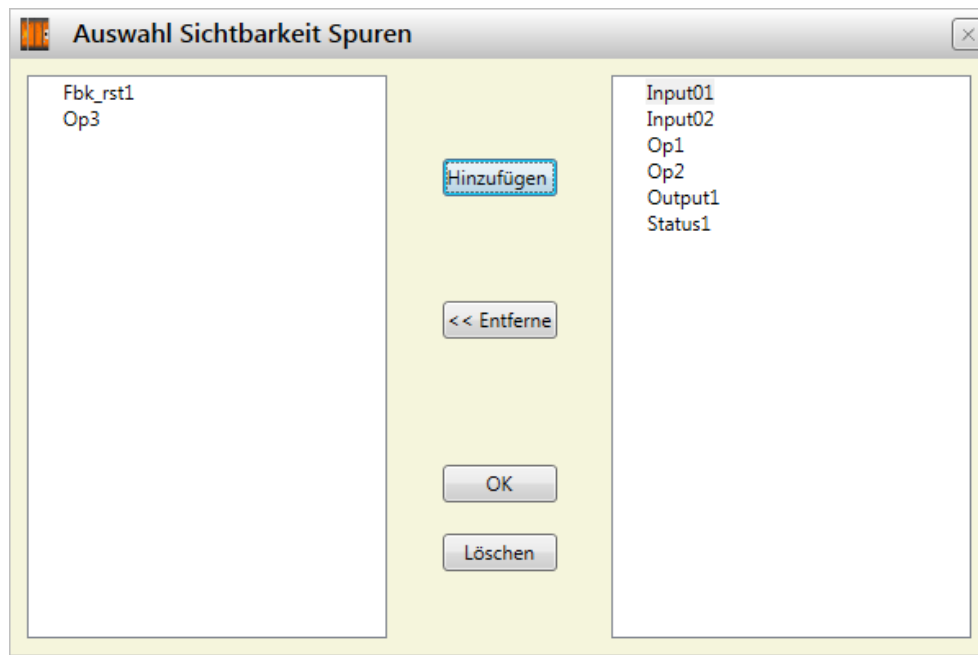 Auswahl Sichtbarkeit Spuren
Fbk_rst1
Op3
Hinzufügen
<< Entferne
OK
Löschen
Input01
Input02
Op1
Op2
Output1
Status1